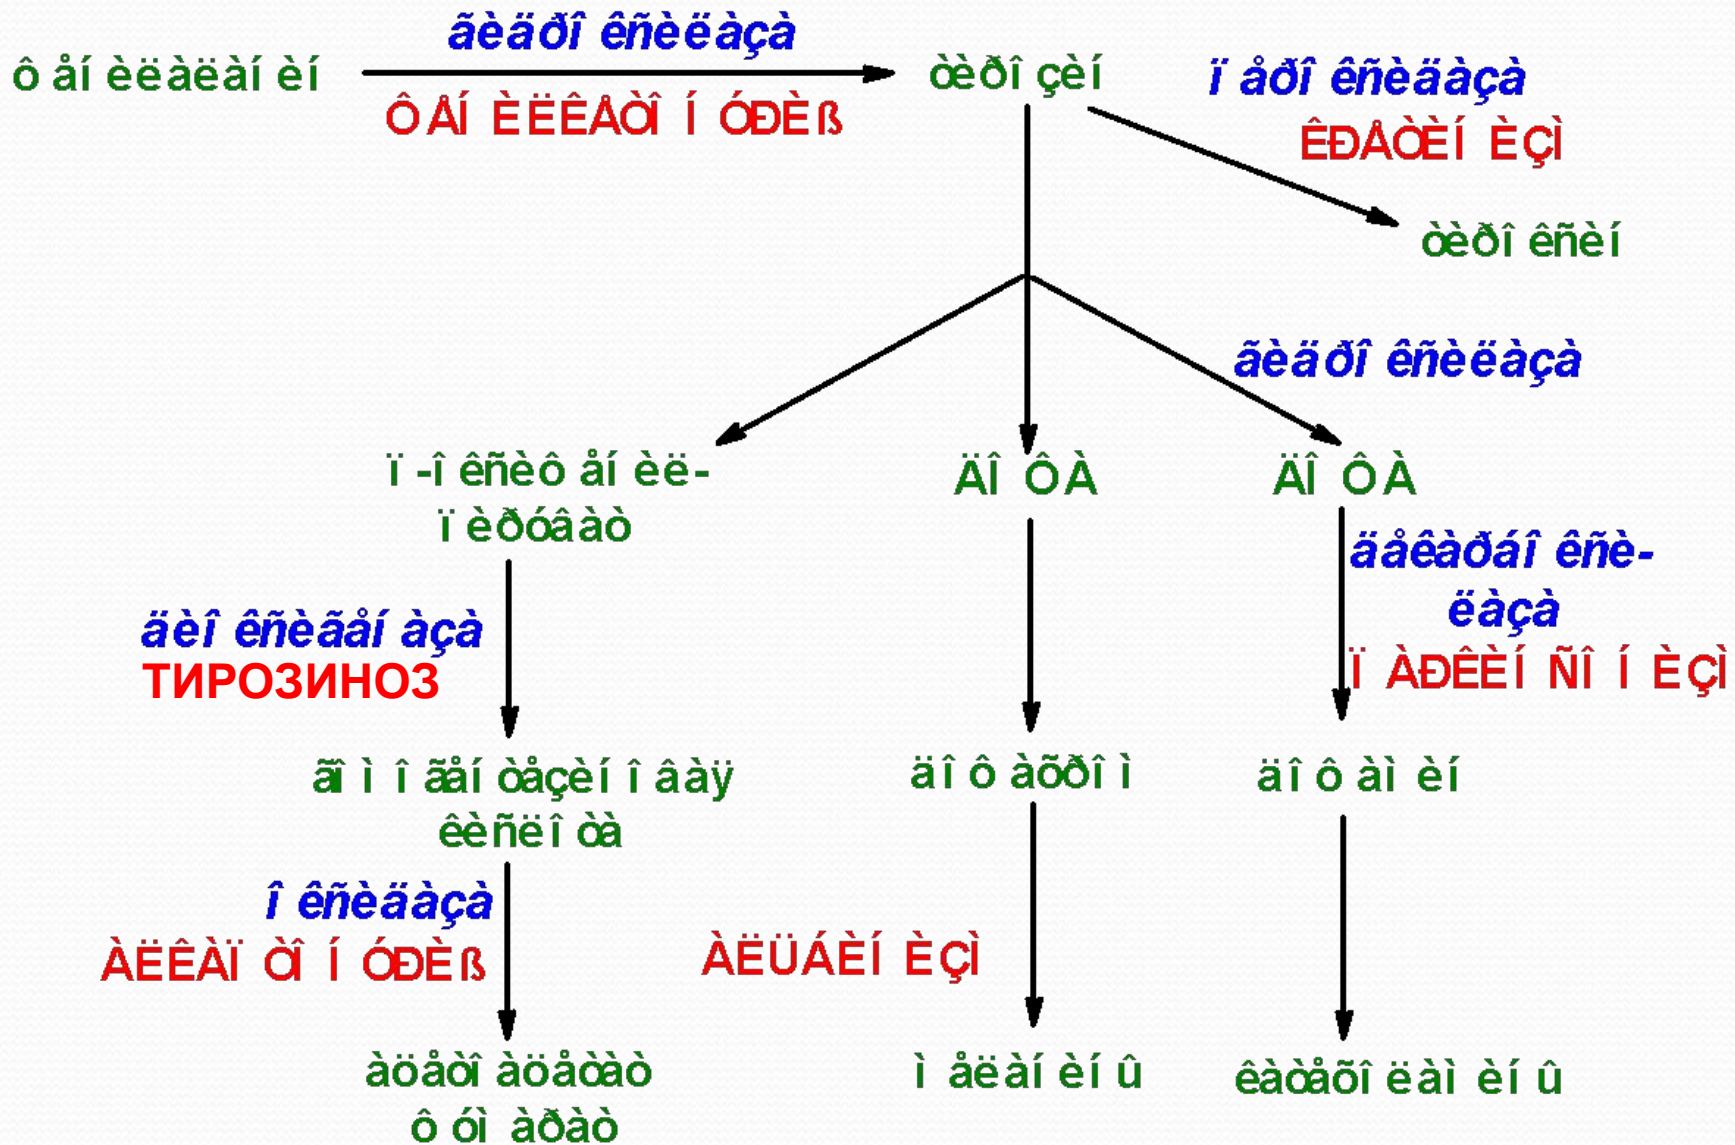 ãèäðî êñèëàçà
ô åí èëàëàí èí
òèðî çèí
ï åðî êñèäàçà
Ô ÅÍ ÈËÊÅÒÎ Í ÓÐÈß
ÊÐÅÒÈÍ ÈÇÌ
òèðî êñèí
ãèäðî êñèëàçà
ï -î êñèô åí èë-
ï èðóâàò
ÄÎ ÔÀ
ÄÎ ÔÀ
äåêàðáî êñè-
ëàçà
äèî êñèãåí àçà
ТИРОЗИНОЗ
Ï ÀÐÊÈÍ ÑÎ Í ÈÇÌ
ãî ì î ãåí òåçèí î âàÿ
êèñëî òà
äî ô àõðî ì
äî ô àì èí
î êñèäàçà
ÀËÊÀÏ ÒÎ Í ÓÐÈß
ÀËÜÁÈÍ ÈÇÌ
àöåòî àöåòàò
ô óì àðàò
ì åëàí èí û
êàòåõî ëàì èí û